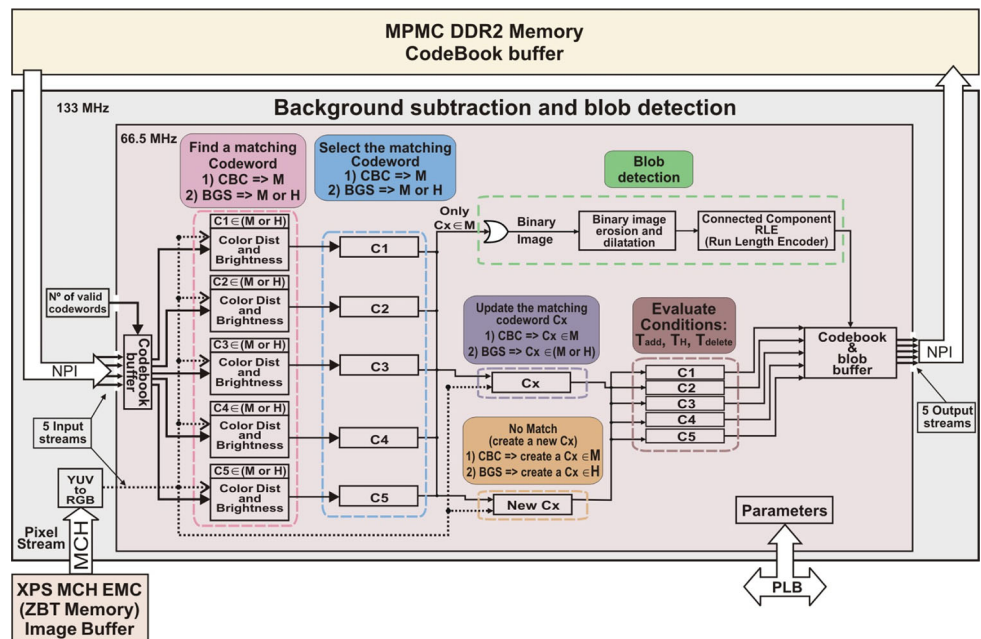 MPMC DDR2 Memory
CodeBook buffer
133 MHz
Background subtraction and blob detection
66.5 MHz
Find a matching
Codeword
1) CBC => M
2) BGS => M or H
Select the matching
Codeword
1) CBC => M
2) BGS => M or H
Blob
detection
Only
Cx∈M
Binary
Image
Binary image
erosion and
dilatation
Connected Component
RLE
(Run Length Encoder)
C1∈(M or H)
Color Dist
and
Brightness
C1
C2∈(M or H)
Color Dist
and
Brightness
C2
C3∈(M or H)
Color Dist
and
Brightness
C3
C4∈(M or H)
Color Dist
and
Brightness
C4
C5∈(M or H)
Color Dist
and
Brightness
C5
Nº of valid
codewords
Codebook
buffer
NPI
5 Input
streams
YUV
to
RGB
Pixel
Stream
MCH
XPS MCH EMC
(ZBT Memory)
Image Buffer
Update the matching
codeword Cx
1) CBC => Cx ∈M
2) BGS => Cx ∈(M or H)
Cx
No Match
(create a new Cx)
1) CBC => create a Cx ∈M
2) BGS => create a Cx ∈H
New Cx
Evaluate
Conditions:
Tadd, TH, Tdelete
C1
C2
C3
C4
C5
Codebook
&
blob
buffer
NPI
5 Output
streams
Parameters
PLB